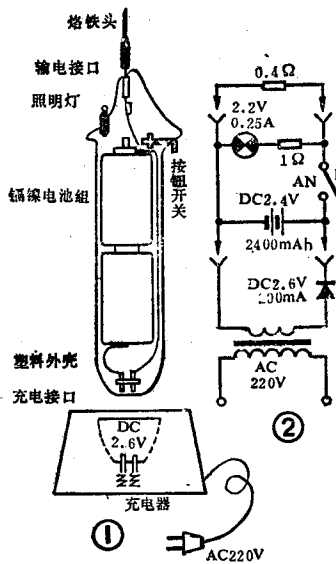 烙铁头
输电接口
照明灯
按钮开关
镉镍电池组
塑料外壳
充电接口
DC
2.6V
充电器
①
AC220V
0.4Ω
2.2V
0.25A
1Ω
AN
DC2.4V
2400mAh
DC2.6V
200mA
AC
220V
②